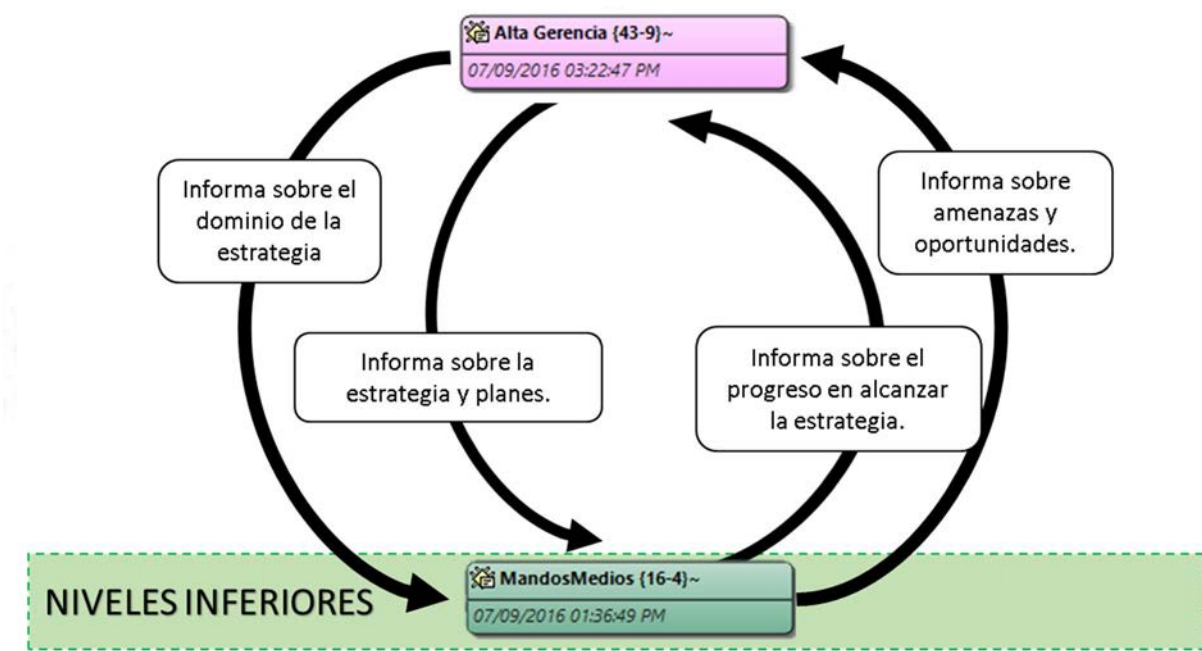 Alta Gerencia {43-9}~
07/09/2016 03:22:47 PM
Informa sobre el
dominio de la
estrategia
Informa sobre
amenazas y
oportunidades.
Informa sobre la
estrategia y planes.
Informa sobre el
progreso en alcanzar
la estrategia.
NIVELES INFERIORES
MandosMedios {16-4}~
07/09/2016 01:36:49 PM